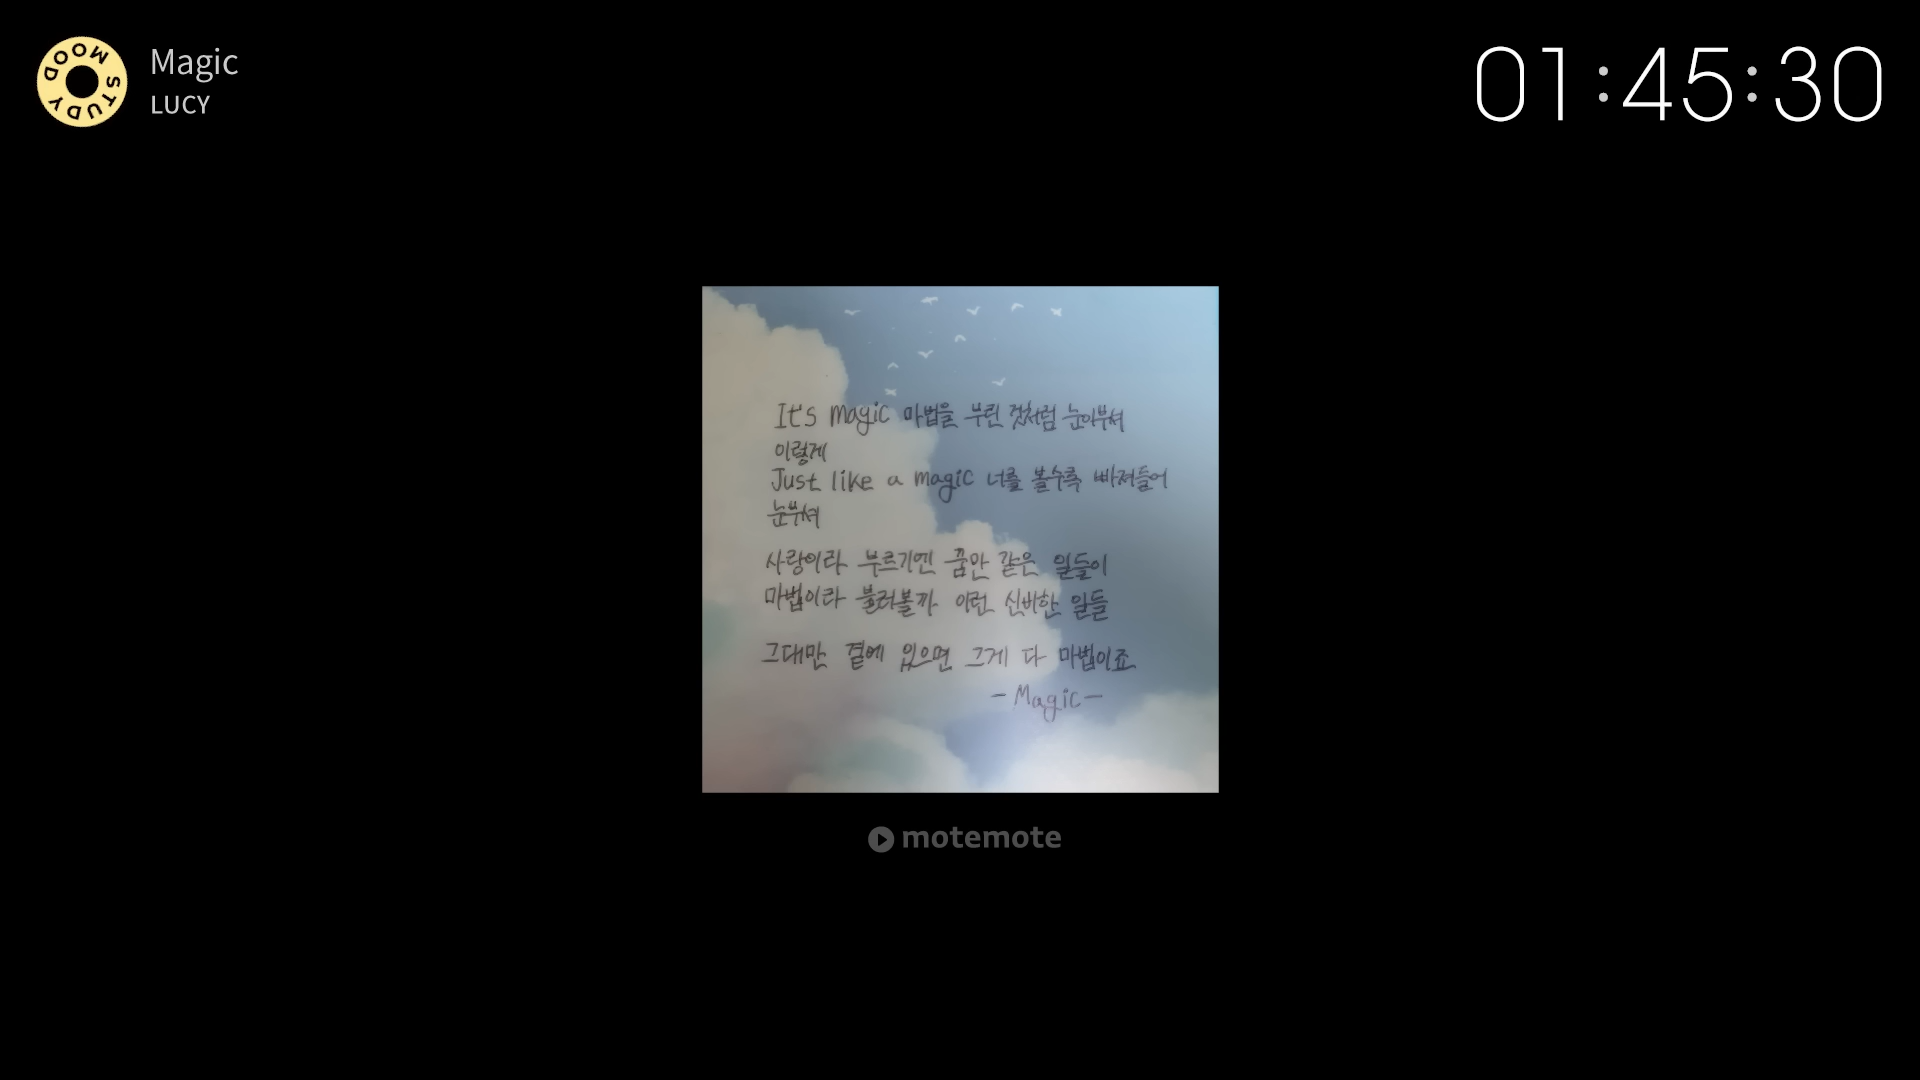 MOOD STUDY
Magic
LUCY
01:45:30
It's magic 마법을 부린 것처럼 눈이부셔
이렇게
Just like a magic 너를 볼수록 빠져들어
눈부셔
사랑이라 부르기엔 꿈만 같은 일들이
마법이라 불러볼까 이런 신비한 일들
그대만 곁에 있으면 그게 다 마법이죠
-Magic-
motemote